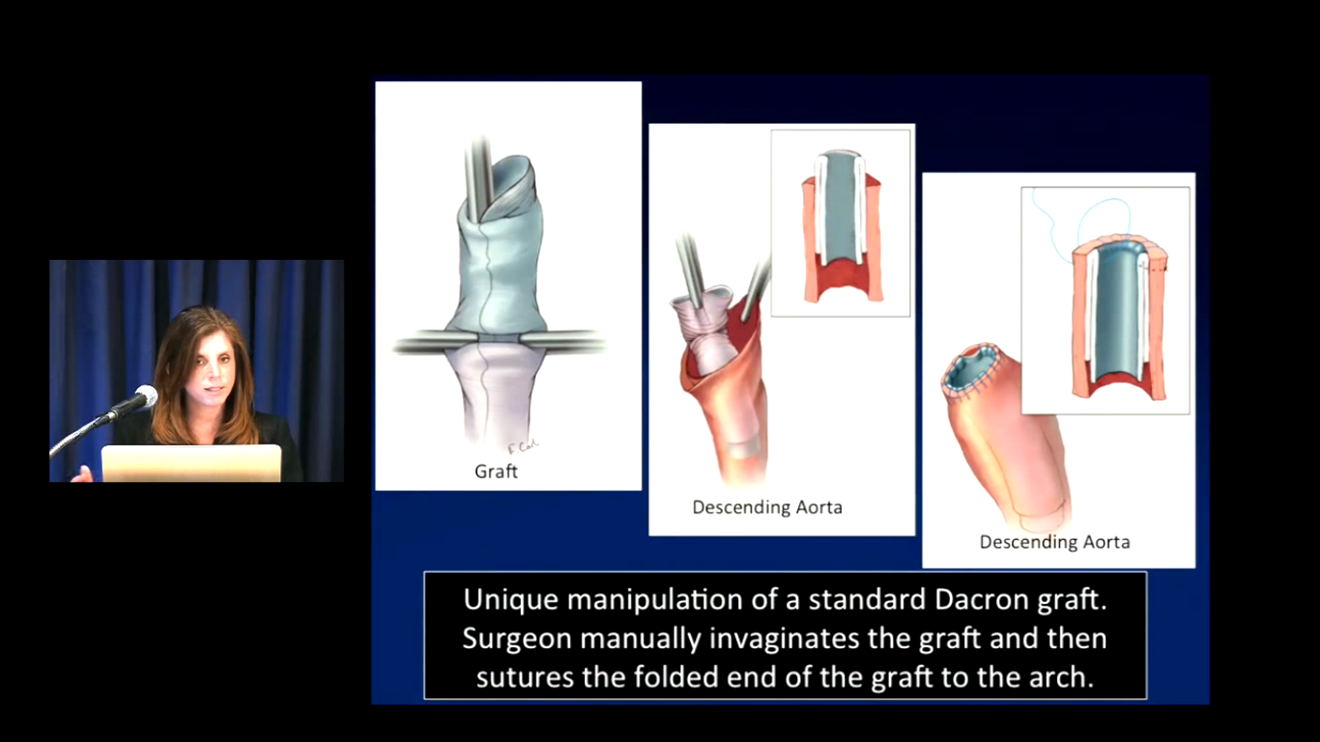 Graft
Descending Aorta
Descending Aorta
Unique manipulation of a standard Dacron graft.
Surgeon manually invaginates the graft and then
sutures the folded end of the graft to the arch.